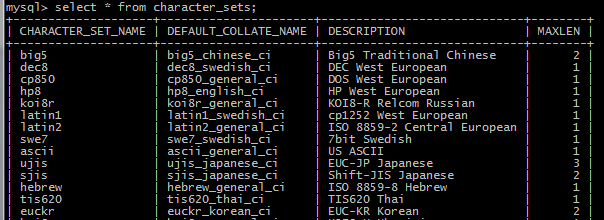 mysql> select * from character_sets;
+--------------------+----------------------+-----------------------------+--------+
| CHARACTER_SET_NAME | DEFAULT_COLLATE_NAME | DESCRIPTION | MAXLEN |
+--------------------+----------------------+-----------------------------+--------+
| big5 | big5_chinese_ci | Big5 Traditional Chinese | 2 |
| dec8 | dec8_swedish_ci | DEC West European | 1 |
| cp850 | cp850_general_ci | DOS West European | 1 |
| hp8 | hp8_english_ci | HP West European | 1 |
| koi8r | koi8r_general_ci | KOI8-R Relcom Russian | 1 |
| latin1 | latin1_swedish_ci | cp1252 West European | 1 |
| latin2 | latin2_general_ci | ISO 8859-2 Central European | 1 |
| swe7 | swe7_swedish_ci | 7bit Swedish | 1 |
| ascii | ascii_general_ci | US ASCII | 1 |
| ujis | ujis_japanese_ci | EUC-JP Japanese | 3 |
| sjis | sjis_japanese_ci | Shift-JIS Japanese | 2 |
| hebrew | hebrew_general_ci | ISO 8859-8 Hebrew | 1 |
| tis620 | tis620_thai_ci | TIS620 Thai | 1 |
| euckr | euckr_korean_ci | EUC-KR Korean | 2 |